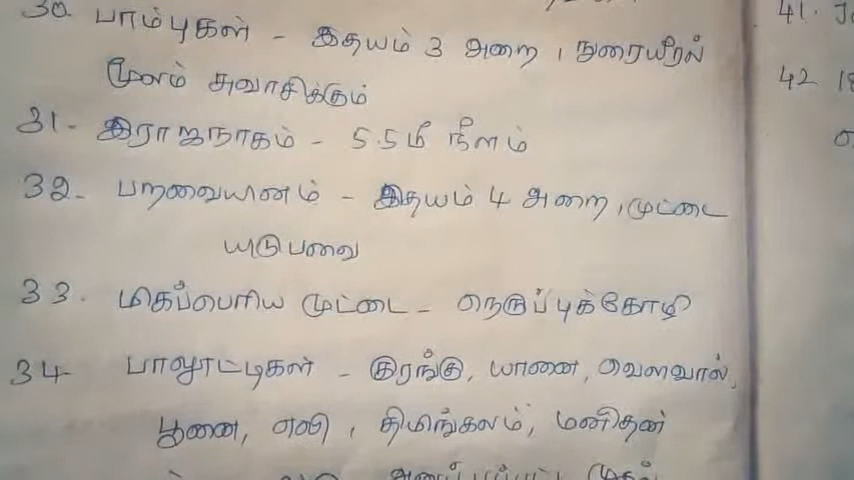 30. பாம்புகள் - இதயம் 3 அறை, நுரையீரல்
மூலம் சுவாசிக்கும்
31. இராஜநாகம் - 5.5மீ நீளம்
32. பறவையினம் - இதயம் 4 அறை, முட்டை
யிடுபவை
33. மிகப்பெரிய முட்டை - நெருப்புக்கோழி
34 பாலூட்டிகள் - குரங்கு, யானை, வெளவால்,
பூனை, எலி, திமிங்கலம், மனிதன்
41.
42